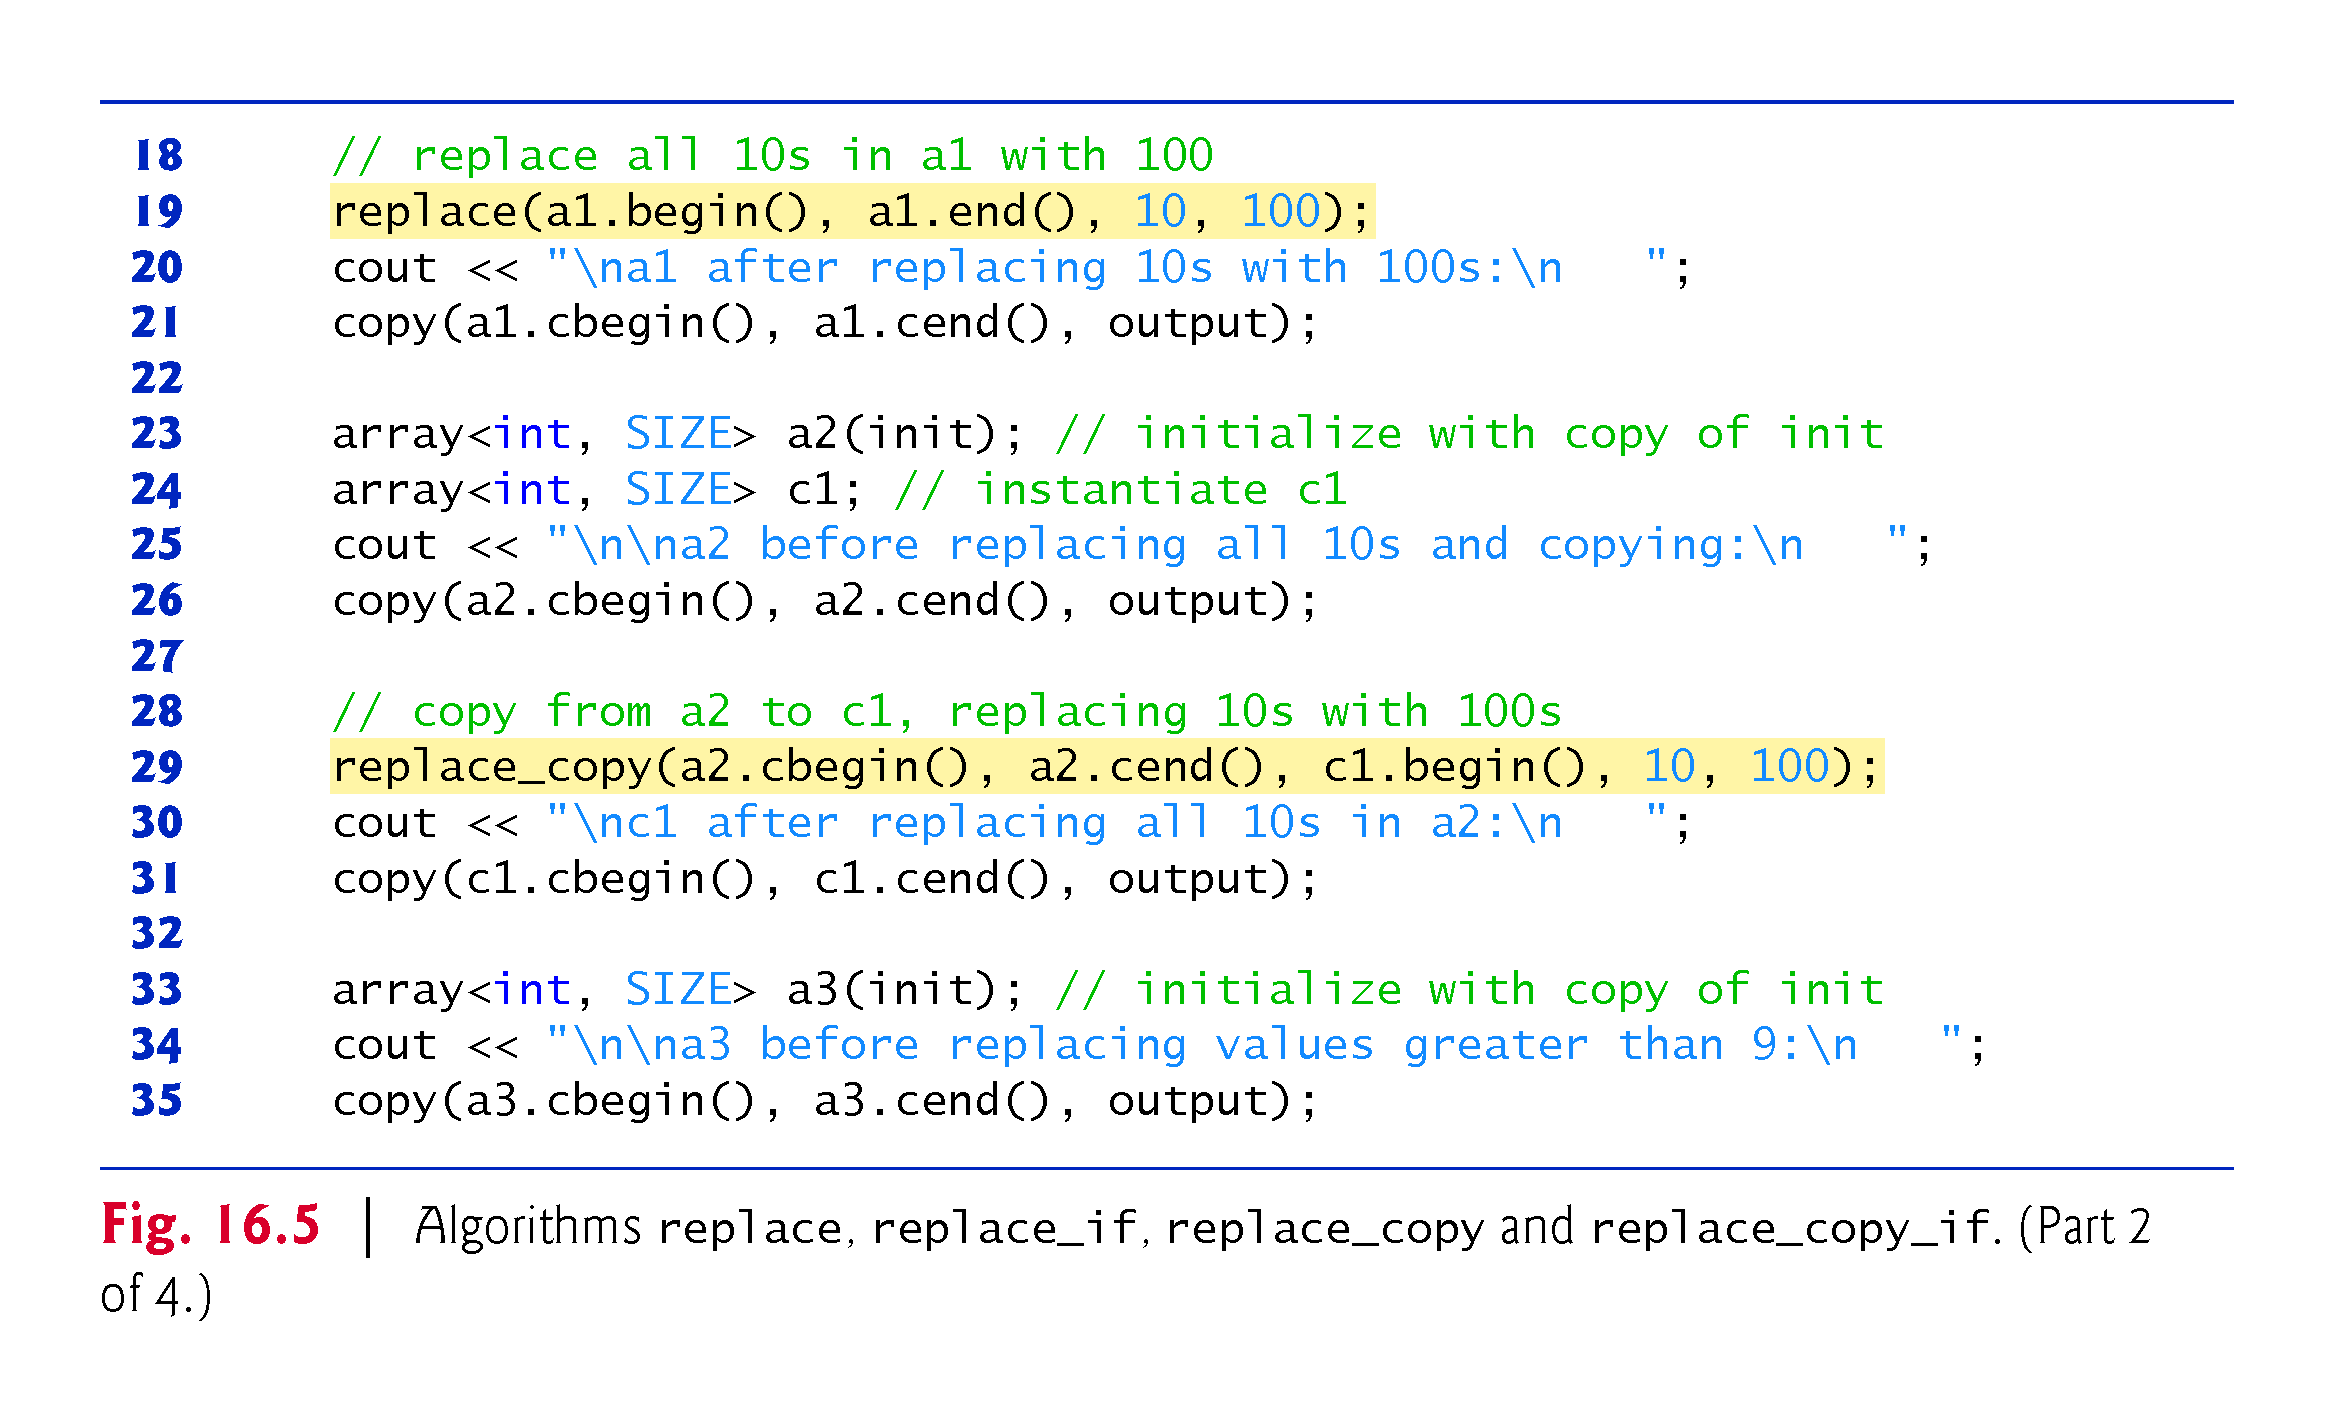 18 // replace all 10s in a1 with 100
19 replace(a1.begin(), a1.end(), 10, 100);
20 cout << "\na1 after replacing 10s with 100s:\n   ";
21 copy(a1.cbegin(), a1.cend(), output);
22
23 array<int, SIZE> a2(init); // initialize with copy of init
24 array<int, SIZE> c1; // instantiate c1
25 cout << "\n\na2 before replacing all 10s and copying:\n   ";
26 copy(a2.cbegin(), a2.cend(), output);
27
28 // copy from a2 to c1, replacing 10s with 100s
29 replace_copy(a2.cbegin(), a2.cend(), c1.begin(), 10, 100);
30 cout << "\nc1 after replacing all 10s in a2:\n   ";
31 copy(c1.cbegin(), c1.cend(), output);
32
33 array<int, SIZE> a3(init); // initialize with copy of init
34 cout << "\n\na3 before replacing values greater than 9:\n   ";
35 copy(a3.cbegin(), a3.cend(), output);
Fig. 16.5 | Algorithms replace, replace_if, replace_copy and replace_copy_if. (Part 2
of 4.)